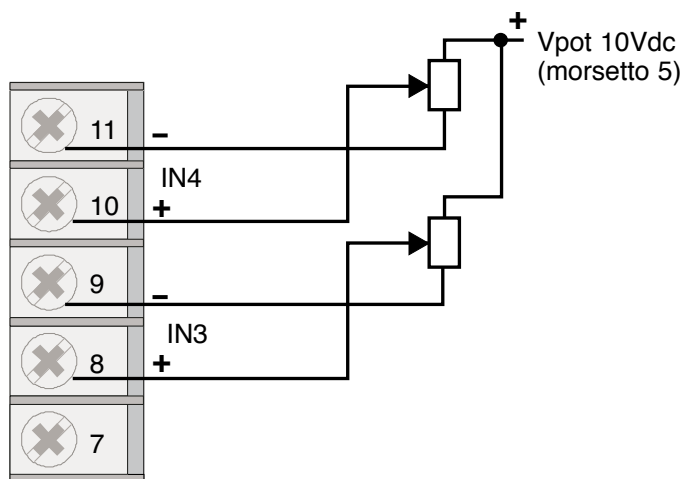 +
Vpot 10Vdc
(morsetto 5)
11
–
IN4
10
+
9
–
IN3
8
+
7